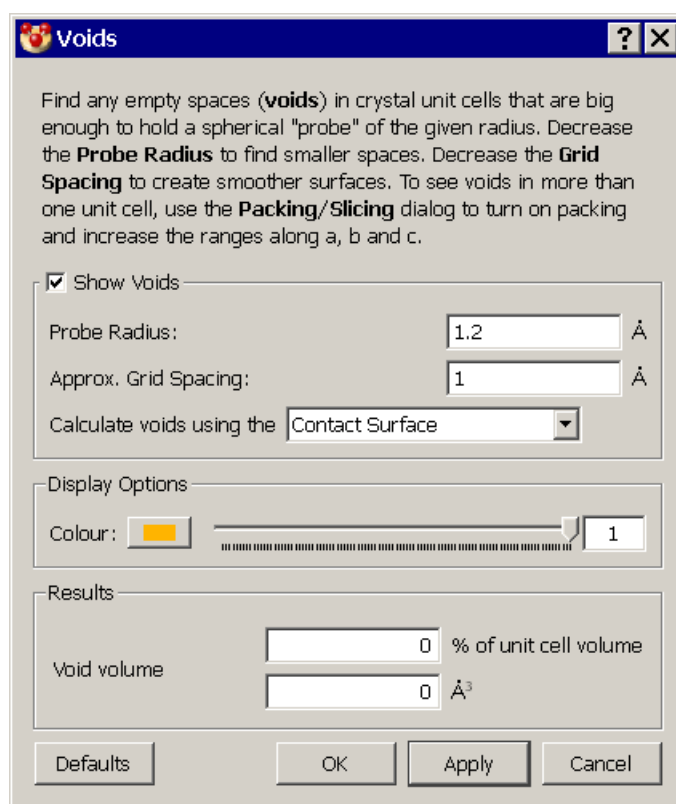 Voids
Find any empty spaces (voids) in crystal unit cells that are big
enough to hold a spherical "probe" of the given radius. Decrease
the Probe Radius to find smaller spaces. Decrease the Grid
Spacing to create smoother surfaces. To see voids in more than
one unit cell, use the Packing/Slicing dialog to turn on packing
and increase the ranges along a, b and c.
Show Voids
Probe Radius: 1.2 Å
Approx. Grid Spacing: 1 Å
Calculate voids using the Contact Surface
Display Options
Colour: 1
Results
Void volume
0 % of unit cell volume
0 Å³
Defaults OK Apply Cancel